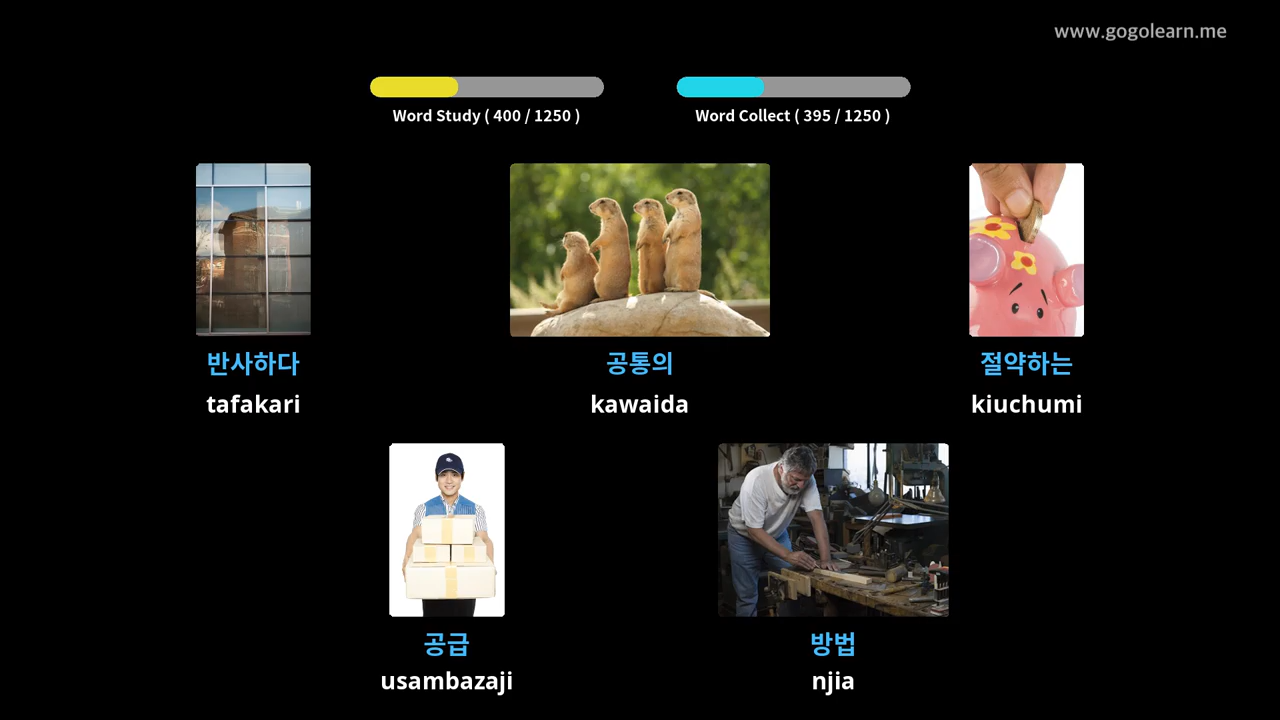 www.gogolearn.me
Word Study ( 400 / 1250 )
Word Collect ( 395 / 1250 )
반사하다
tafakari
공통의
kawaida
절약하는
kiuchumi
공급
usambazaji
방법
njia